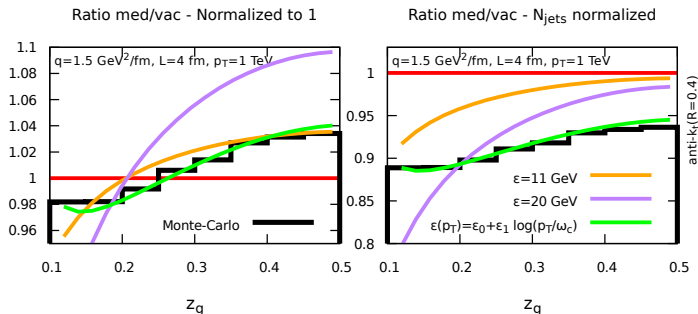 Ratio med/vac - Normalized to 1
q=1.5 GeV²/fm, L=4 fm, p_T=1 TeV
1.1
1.08
1.06
1.04
1.02
1
0.98
0.96
Monte-Carlo
0.1 0.2 0.3 0.4 0.5
z_g
Ratio med/vac - N_jets normalized
q=1.5 GeV²/fm, L=4 fm, p_T=1 TeV
1
0.95
0.9
0.85
0.8
ε=11 GeV
ε=20 GeV
ε(p_T)=ε_0+ε_1 log(p_T/ω_c)
0.1 0.2 0.3 0.4 0.5
z_g
anti-k_t(R=0.4)